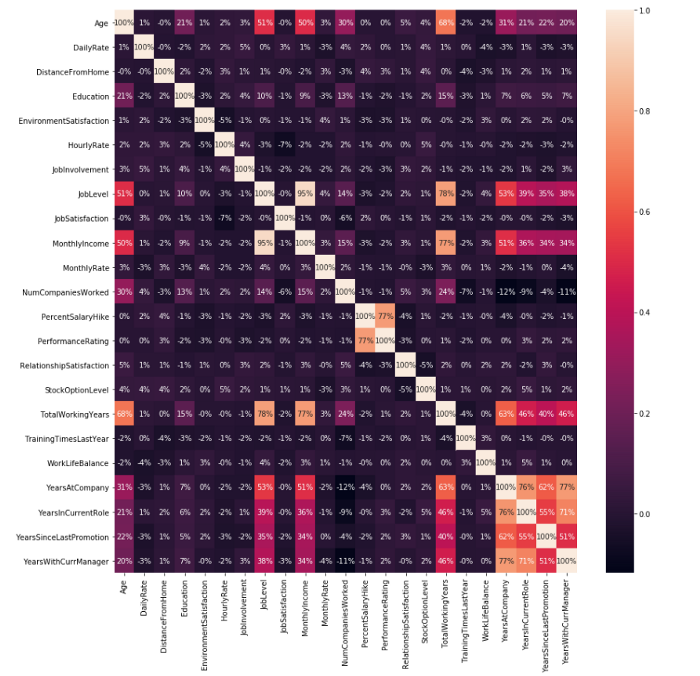 Age 100% 1% -0% 21% 1% 2% 3% 51% -0% 50% 3% 30% 0% 0% 5% 4% 68% -2% -2% 31% 21% 22% 20% 1.0
DailyRate 1% 100% -0% -2% 2% 2% 5% 0% 3% 1% -3% 4% 2% 0% 1% 4% 1% 0% -4% -3% 1% -3% -3%
DistanceFromHome -0% -0% 100% 2% -2% 3% 1% 1% -0% -2% 3% -3% 4% 3% 1% 4% 0% -4% -3% 1% 2% 1% 1%
Education 21% -2% 2% 100% -3% 2% 4% 10% -1% 9% -3% 13% -1% -2% -1% 2% 15% -3% 1% 7% 6% 5% 7%
0.8
EnvironmentSatisfaction 1% 2% -2% -3% 100% -5% -1% 0% -1% -1% 4% 1% -3% -3% 1% 0% -0% -2% 3% 0% 2% 2% -0%
HourlyRate 2% 2% 3% 2% -5% 100% 4% -3% -7% -2% -2% 2% -1% -0% 0% 5% -0% -1% -0% -2% -2% -3% -2%
JobInvolvement 3% 5% 1% 4% -1% 4% 100% -1% -2% -2% -2% 2% -2% -3% 3% 2% -1% -2% -1% -2% 1% -2% 3%
JobLevel 51% 0% 1% 10% 0% -3% -1% 100% -0% 95% 4% 14% -3% -2% 2% 1% 78% -2% 4% 53% 39% 35% 38%
0.6
JobSatisfaction -0% 3% -0% -1% -1% -7% -2% -0% 100% -1% 0% -6% 2% 0% -1% 1% -2% -1% -2% -0% -0% -2% -3%
MonthlyIncome 50% 1% -2% 9% -1% -2% -2% 95% -1% 100% 3% 15% -3% -2% 3% 1% 77% -2% 3% 51% 36% 34% 34%
MonthlyRate 3% -3% 3% -3% 4% -2% -2% 4% 0% 3% 100% 2% -1% -1% -0% -3% 3% 0% 1% -2% -1% 0% -4%
NumCompaniesWorked 30% 4% -3% 13% 1% 2% 2% 14% -6% 15% 2% 100% -1% -1% 5% 3% 24% -7% -1% -12% -9% -4% -11%
0.4
PercentSalaryHike 0% 2% 4% -1% -3% -1% -2% -3% 2% -3% -1% -1% 100% 77% -4% 1% -2% -1% -0% -4% -0% -2% -1%
PerformanceRating 0% 0% 3% -2% -3% -0% -3% -2% 0% -2% -1% -1% 77% 100% -3% 0% 1% -2% 0% 0% 3% 2% 2%
RelationshipSatisfaction 5% 1% 1% -1% 1% 0% 3% 2% -1% 3% -0% 5% -4% -3% 100% -5% 2% 0% 2% 2% -2% 3% -0%
StockOptionLevel 4% 4% 4% 2% 0% 5% 2% 1% 1% 1% -3% 3% 1% 0% -5% 100% 1% 1% 0% 2% 5% 1% 2%
TotalWorkingYears 68% 1% 0% 15% -0% -0% -1% 78% -2% 77% 3% 24% -2% 1% 2% 1% 100% -4% 0% 63% 46% 40% 46%
0.2
TrainingTimesLastYear -2% 0% -4% -3% -2% -1% -2% -2% -1% -2% 0% -7% -1% -2% 0% 1% -4% 100% 3% 0% -1% -0% -0%
WorkLifeBalance -2% -4% -3% 1% 3% -0% -1% 4% -2% 3% 1% -1% -0% 0% 2% 0% 0% 3% 100% 1% 5% 1% 0%
YearsAtCompany 31% -3% 1% 7% 0% -2% -2% 53% -0% 51% -2% -12% -4% 0% 2% 2% 63% 0% 1% 100% 76% 62% 77%
YearsInCurrentRole 21% 1% 2% 6% 2% -2% 1% 39% -0% 36% -1% -9% -0% 3% -2% 5% 46% -1% 5% 76% 100% 55% 71%
0.0
YearsSinceLastPromotion 22% -3% 1% 5% 2% -3% -2% 35% -2% 34% 0% -4% -2% 2% 3% 1% 40% -0% 1% 62% 55% 100% 51%
YearsWithCurrManager 20% -3% 1% 7% -0% -2% 3% 38% -3% 34% -4% -11% -1% 2% -0% 2% 46% -0% 0% 77% 71% 51% 100%
Age
DailyRate
DistanceFromHome
Education
EnvironmentSatisfaction
HourlyRate
JobInvolvement
JobLevel
JobSatisfaction
MonthlyIncome
MonthlyRate
NumCompaniesWorked
PercentSalaryHike
PerformanceRating
RelationshipSatisfaction
StockOptionLevel
TotalWorkingYears
TrainingTimesLastYear
WorkLifeBalance
YearsAtCompany
YearsInCurrentRole
YearsSinceLastPromotion
YearsWithCurrManager